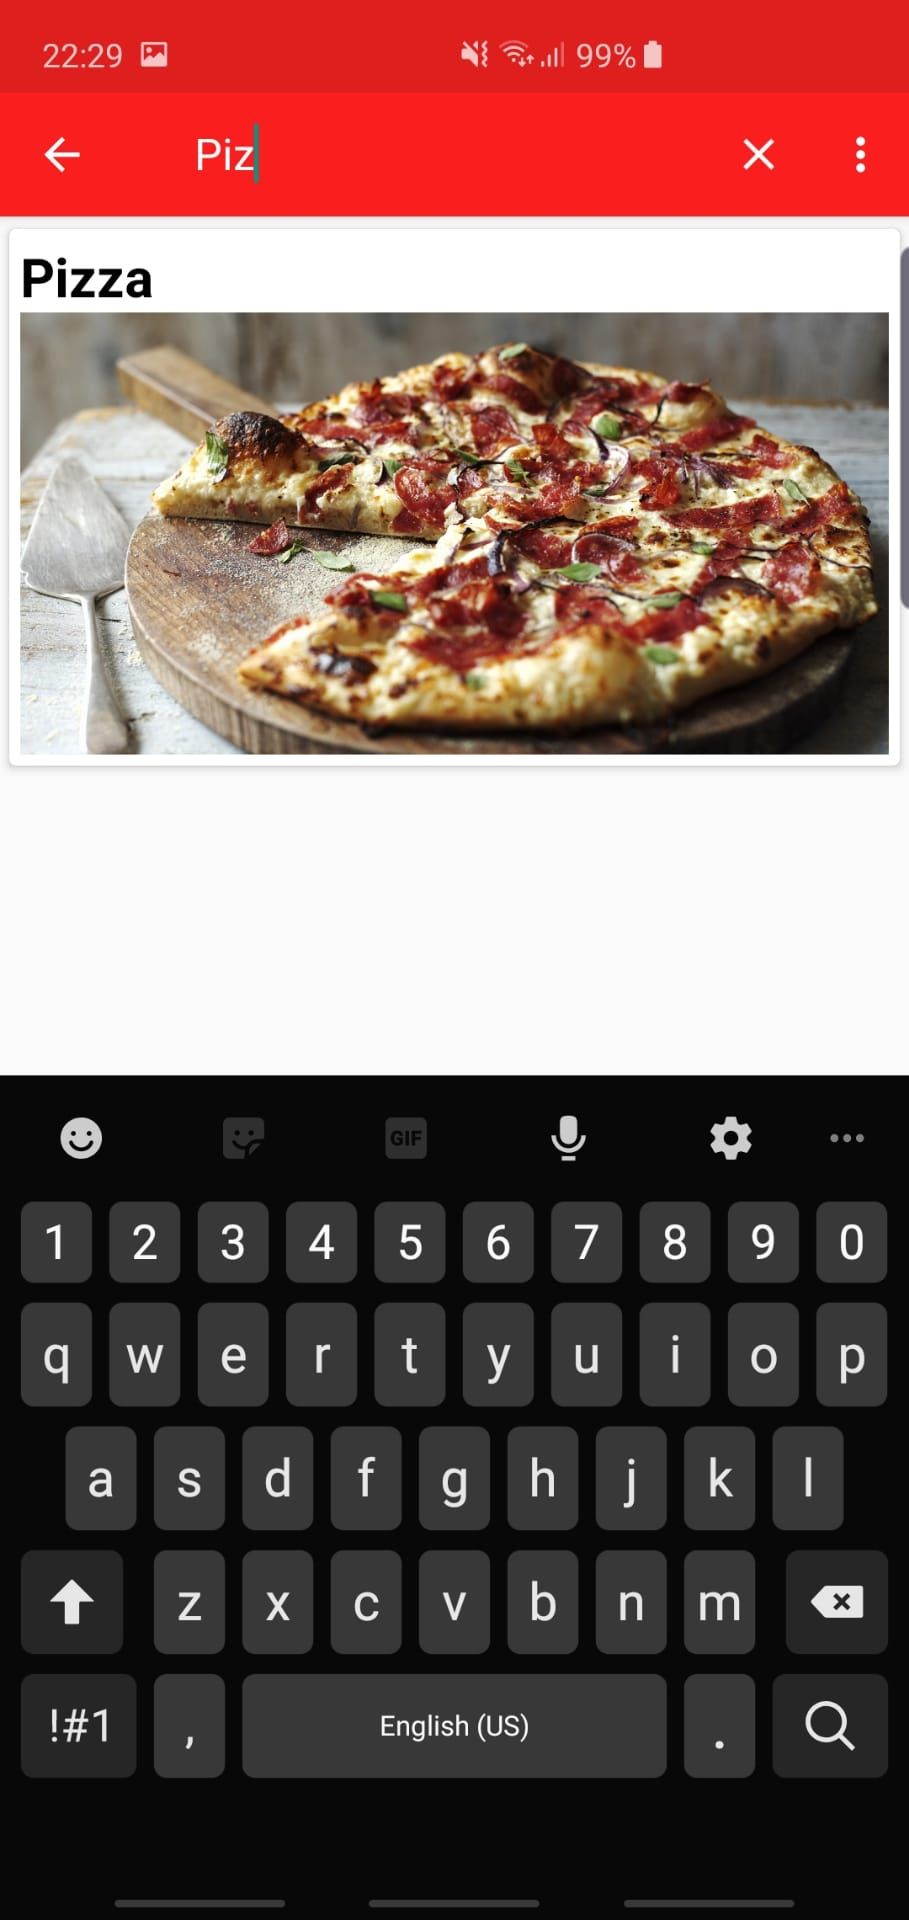 22:29 99%
Piz
Pizza
GIF
1 2 3 4 5 6 7 8 9 0
q w e r t y u i o p
a s d f g h j k l
z x c v b n m
!#1 , English (US) .